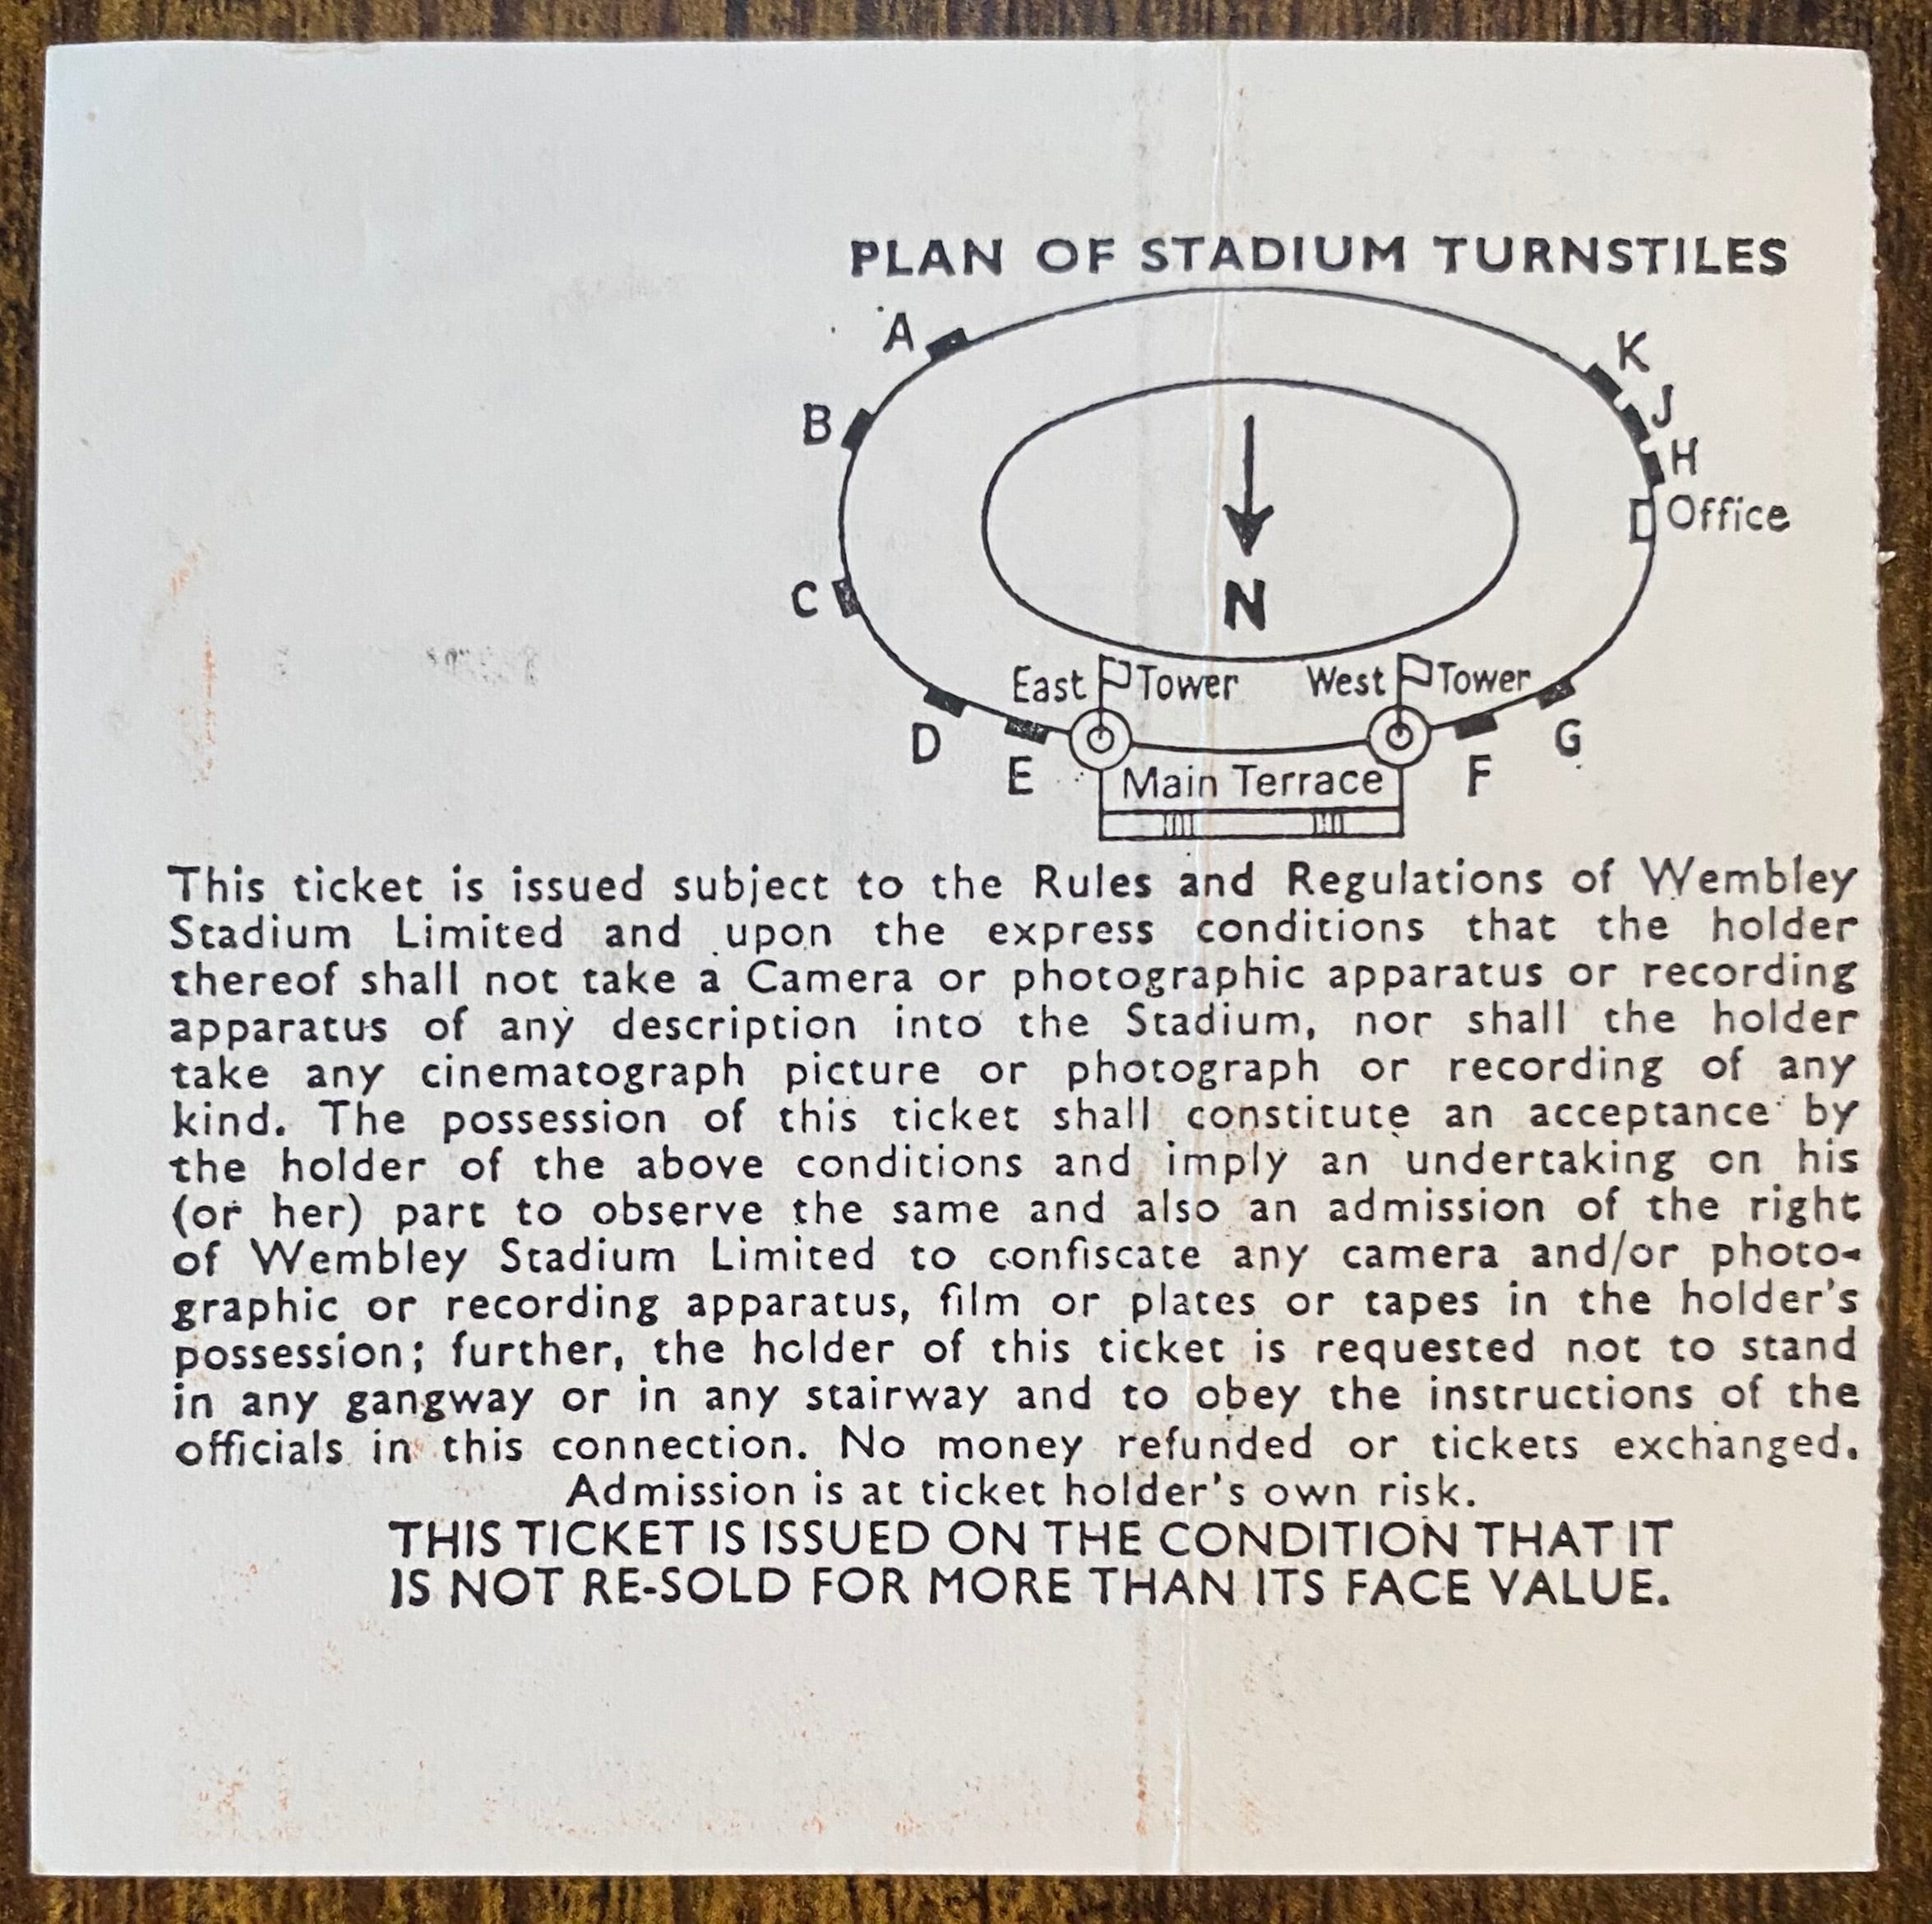 PLAN OF STADIUM TURNSTILES
A
K
B
J
H
Office
N
C
East Tower West Tower
D
G
E
Main Terrace
F
This ticket is issued subject to the Rules and Regulations of Wembley
Stadium Limited and upon the express conditions that the holder
thereof shall not take a Camera or photographic apparatus or recording
apparatus of any description into the Stadium, nor shall the holder
take any cinematograph picture or photograph or recording of any
kind. The possession of this ticket shall constitute an acceptance by
the holder of the above conditions and imply an undertaking on his
(or her) part to observe the same and also an admission of the right
of Wembley Stadium Limited to confiscate any camera and/or photo-
graphic or recording apparatus, film or plates or tapes in the holder's
possession; further, the holder of this ticket is requested not to stand
in any gangway or in any stairway and to obey the instructions of the
officials in this connection. No money refunded or tickets exchanged.
Admission is at ticket holder's own risk.
THIS TICKET IS ISSUED ON THE CONDITION THAT IT
IS NOT RE-SOLD FOR MORE THAN ITS FACE VALUE.